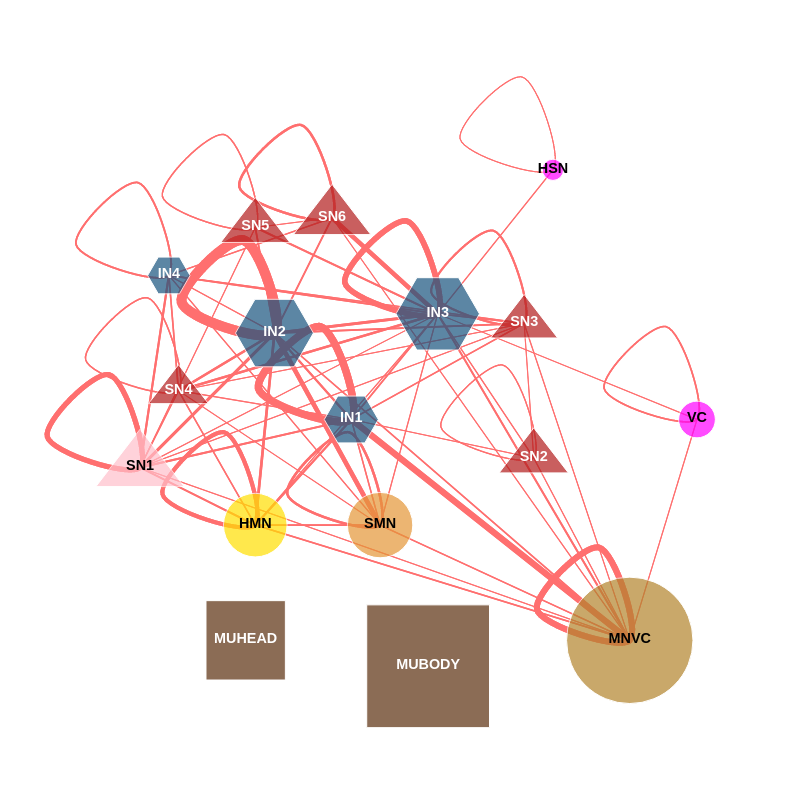 HSN
SN6
SN5
IN4
IN3
SN3
IN2
SN4
IN1
VC
SN2
SN1
HMN
SMN
MUHEAD
MNVC
MUBODY